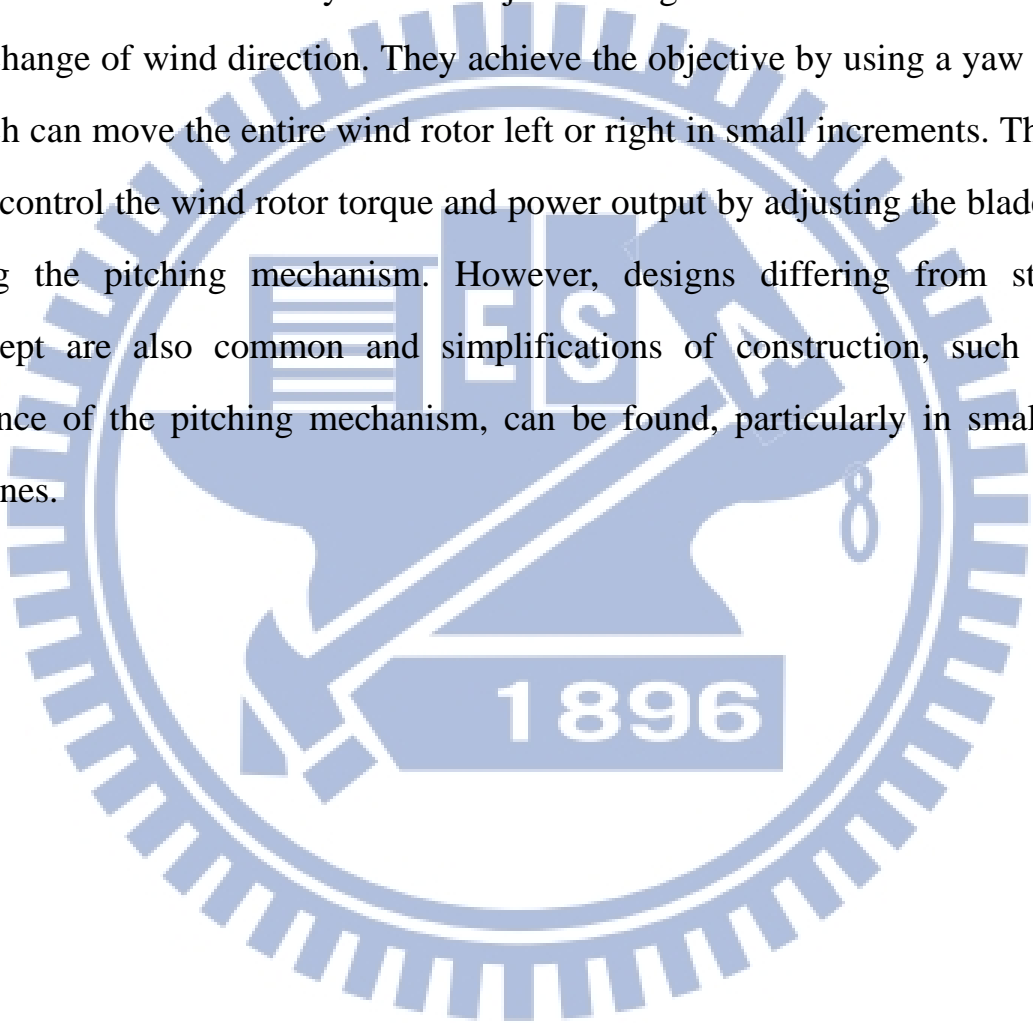 hange of wind direction. They achieve the objective by using a yaw
h can move the entire wind rotor left or right in small increments. Th
control the wind rotor torque and power output by adjusting the blad
g the pitching mechanism. However, designs differing from st
ept are also common and simplifications of construction, such
nce of the pitching mechanism, can be found, particularly in smal
nes.
E S A
8
1896